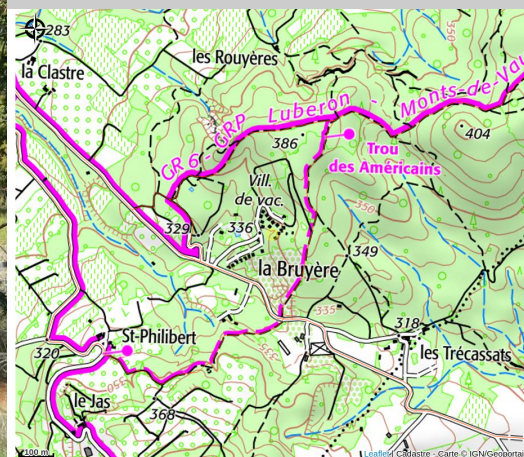 283
les Rouyères
350
la Clastre
GR 6 - GRP Luberon - Monts-de-Vau
386
404
Trou
des Américains
Vill.
de vac.
350
329
336
349
la Bruyère
335
318
St-Philibert
320
335
les Trécassats
350
le Jas
368
100 m
Leaflet | Cadastre - Carte © IGN/Geoportail